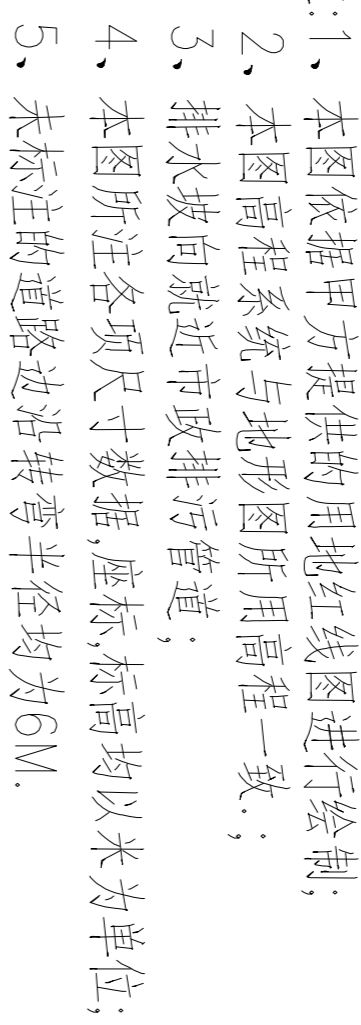 :1、本图依据甲方提供的用地红线图进行绘制;
2、本图高程系统与地形图所用高程一致.;
3、排水坡向就近市政排污管道;
4、本图所注各项尺寸数据,座标,标高均以米为单位;
5、未标注的道路边沿转弯半径均为6M.